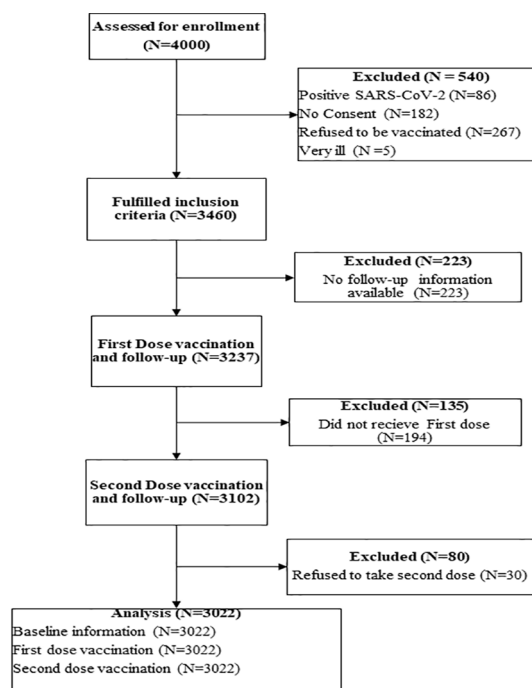 Assessed for enrollment
(N=4000)
Excluded (N = 540)
Positive SARS-CoV-2 (N=86)
No Consent (N=182)
Refused to be vaccinated (N=267)
Very ill (N =5)
Fulfilled inclusion
criteria (N=3460)
Excluded (N=223)
No follow-up information
available (N=223)
First Dose vaccination
and follow-up (N=3237)
Excluded (N=135)
Did not recieve First dose
(N=194)
Second Dose vaccination
and follow-up (N=3102)
Excluded (N=80)
Refused to take second dose (N=30)
Analysis (N=3022)
Baseline information (N=3022)
First dose vaccination (N=3022)
Second dose vaccination (N=3022)